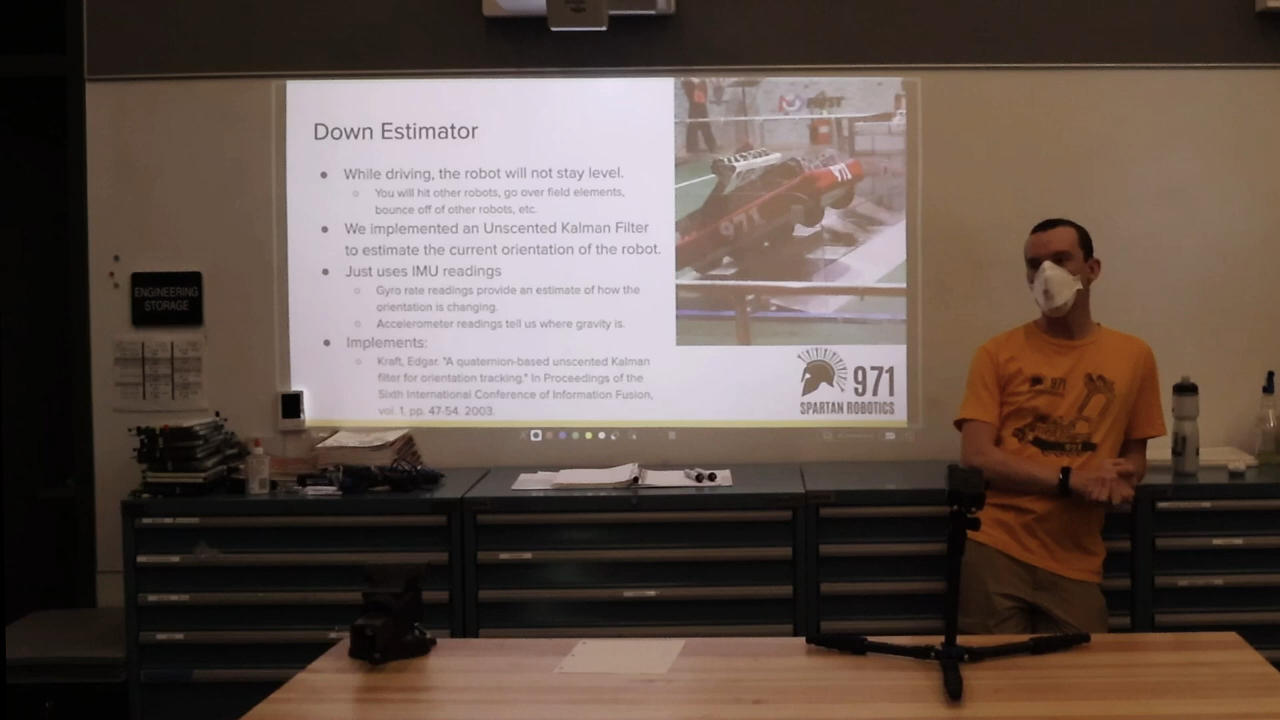 Down Estimator
● While driving, the robot will not stay level.
○ You will hit other robots, go over field elements,
bounce off of other robots, etc.
● We implemented an Unscented Kalman Filter
to estimate the current orientation of the robot.
● Just uses IMU readings
○ Gyro rate readings provide an estimate of how the
orientation is changing.
○ Accelerometer readings tell us where gravity is.
● Implements:
○ Kraft, Edgar. "A quaternion-based unscented Kalman
filter for orientation tracking." In Proceedings of the
Sixth International Conference of Information Fusion,
vol. 1, pp. 47-54. 2003.
FIRST
971
971
971
SPARTAN ROBOTICS
ENGINEERING
STORAGE
971